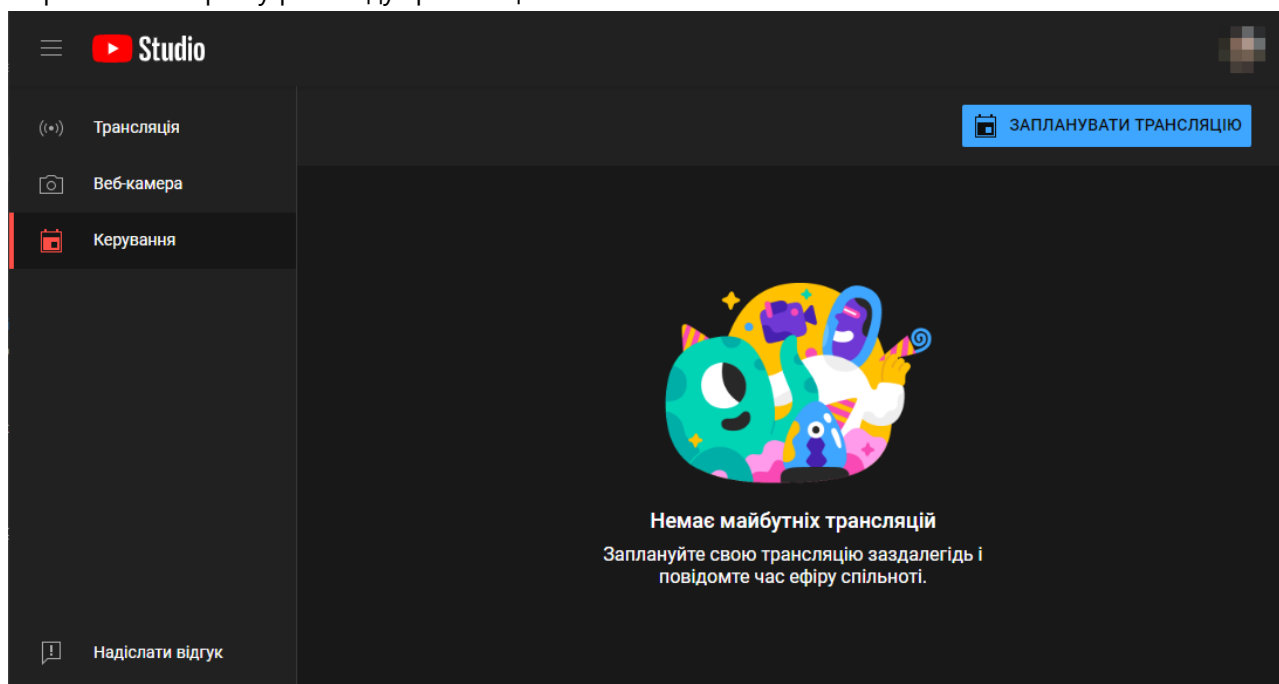 Studio
Трансляція
ЗАПЛАНУВАТИ ТРАНСЛЯЦІЮ
Веб-камера
Керування
Немає майбутніх трансляцій
Заплануйте свою трансляцію заздалегідь і
повідомте час ефіру спільноті.
Надіслати відгук